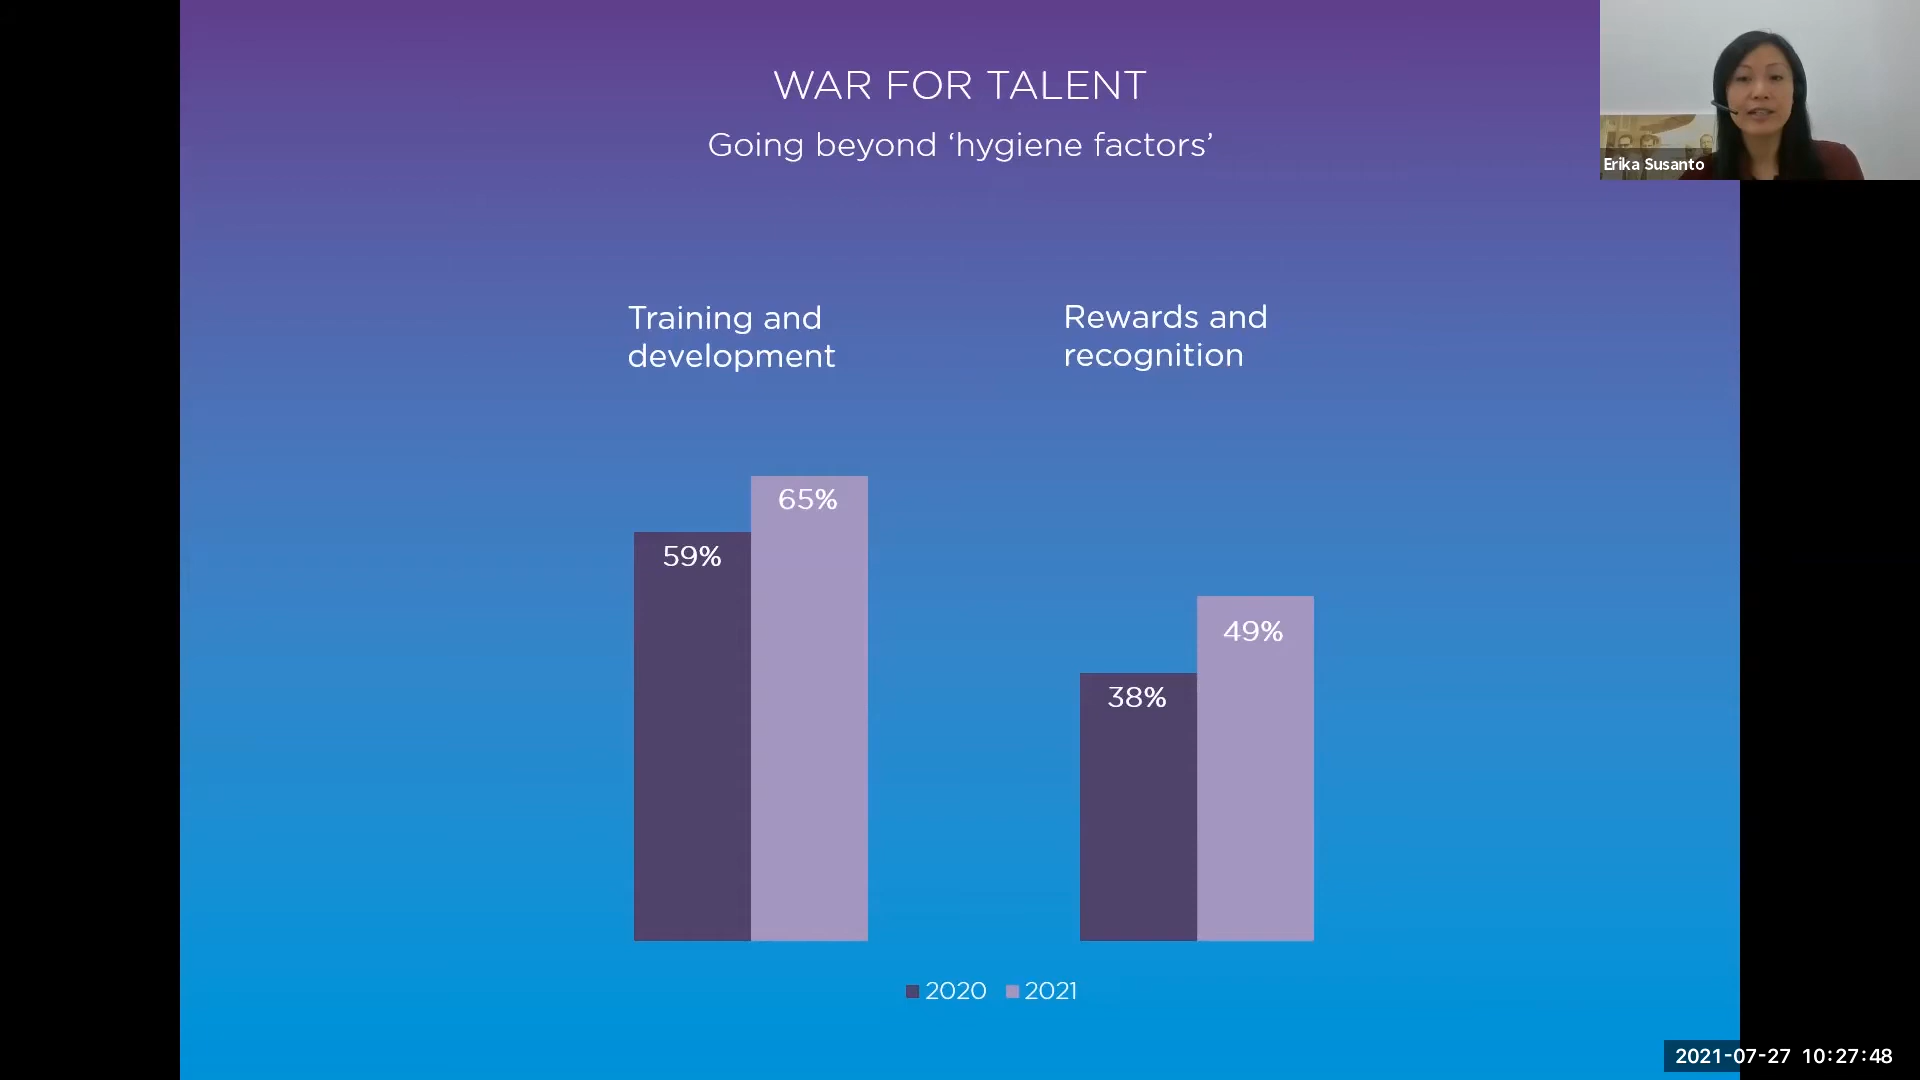 WAR FOR TALENT
Going beyond ‘hygiene factors’
Erika Susanto
Training and
development
Rewards and
recognition
65%
59%
49%
38%
2020 2021
2021-07-27 10:27:48